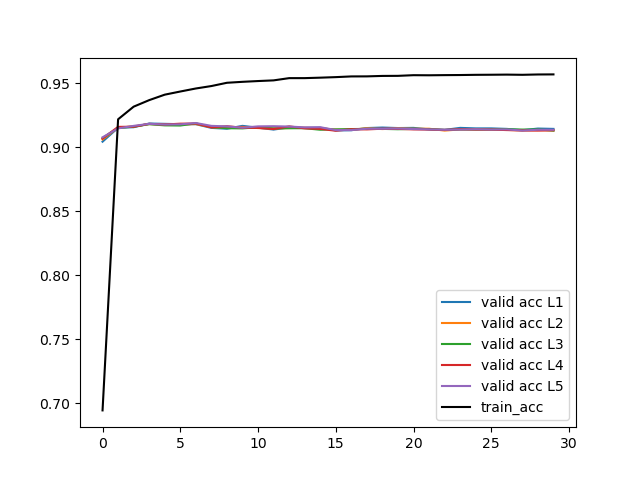 0.95
0.90
0.85
0.80
0.75
0.70
0
5
10
15
20
25
30
valid acc L1
valid acc L2
valid acc L3
valid acc L4
valid acc L5
train_acc